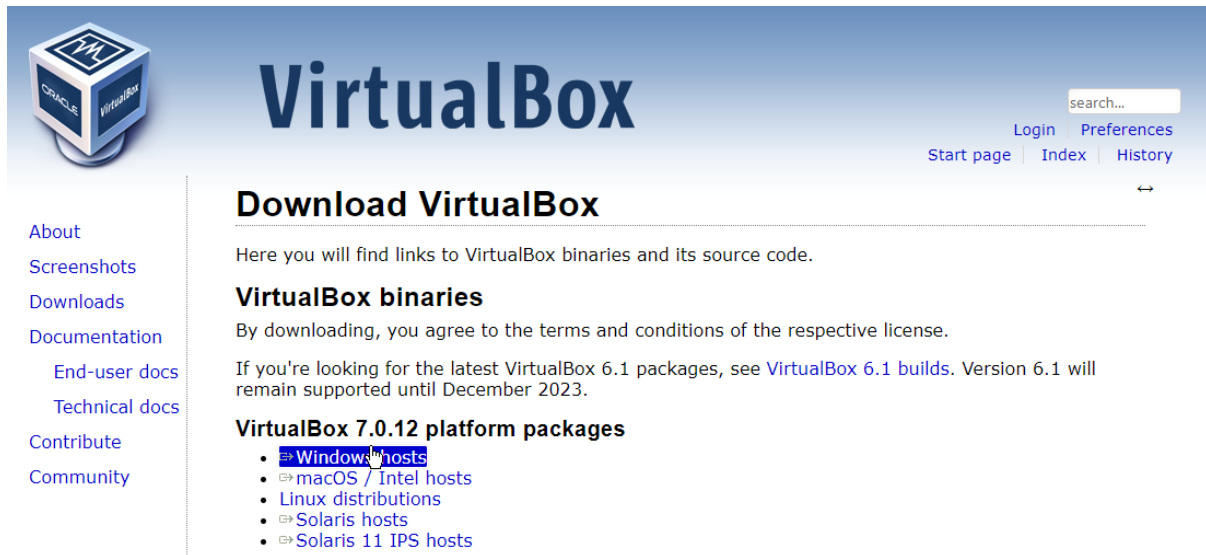 ORACLE
VirtualBox
VirtualBox
search...
Login Preferences
Start page Index History
About
Screenshots
Downloads
Documentation
End-user docs
Technical docs
Contribute
Community
Download VirtualBox
Here you will find links to VirtualBox binaries and its source code.
VirtualBox binaries
By downloading, you agree to the terms and conditions of the respective license.
If you're looking for the latest VirtualBox 6.1 packages, see VirtualBox 6.1 builds. Version 6.1 will
remain supported until December 2023.
VirtualBox 7.0.12 platform packages
Windows hosts
macOS / Intel hosts
Linux distributions
Solaris hosts
Solaris 11 IPS hosts